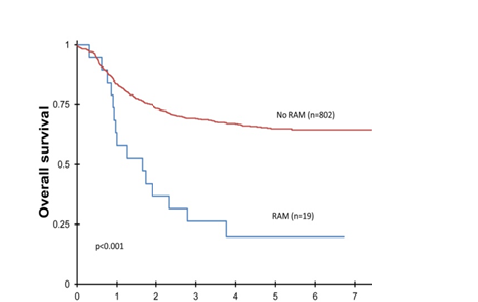 Overall survival
1
0.75
0.5
0.25
0
No RAM (n=802)
RAM (n=19)
p<0.001
0 1 2 3 4 5 6 7